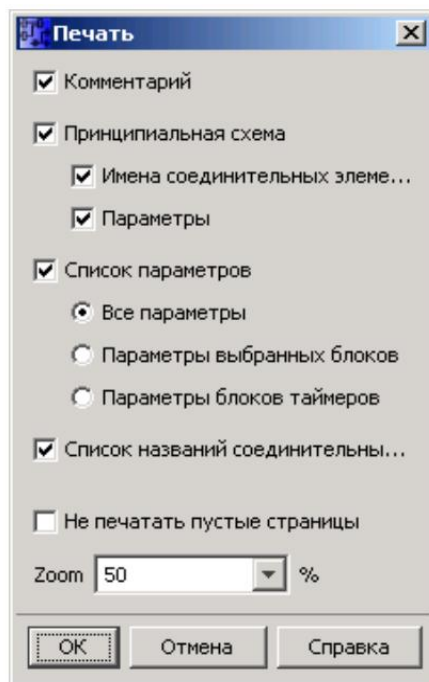 Печать
Комментарий
Принципиальная схема
Имена соединительных элеме...
Параметры
Список параметров
Все параметры
Параметры выбранных блоков
Параметры блоков таймеров
Список названий соединительны...
Не печатать пустые страницы
Zoom 50 %
ОК Отмена Справка